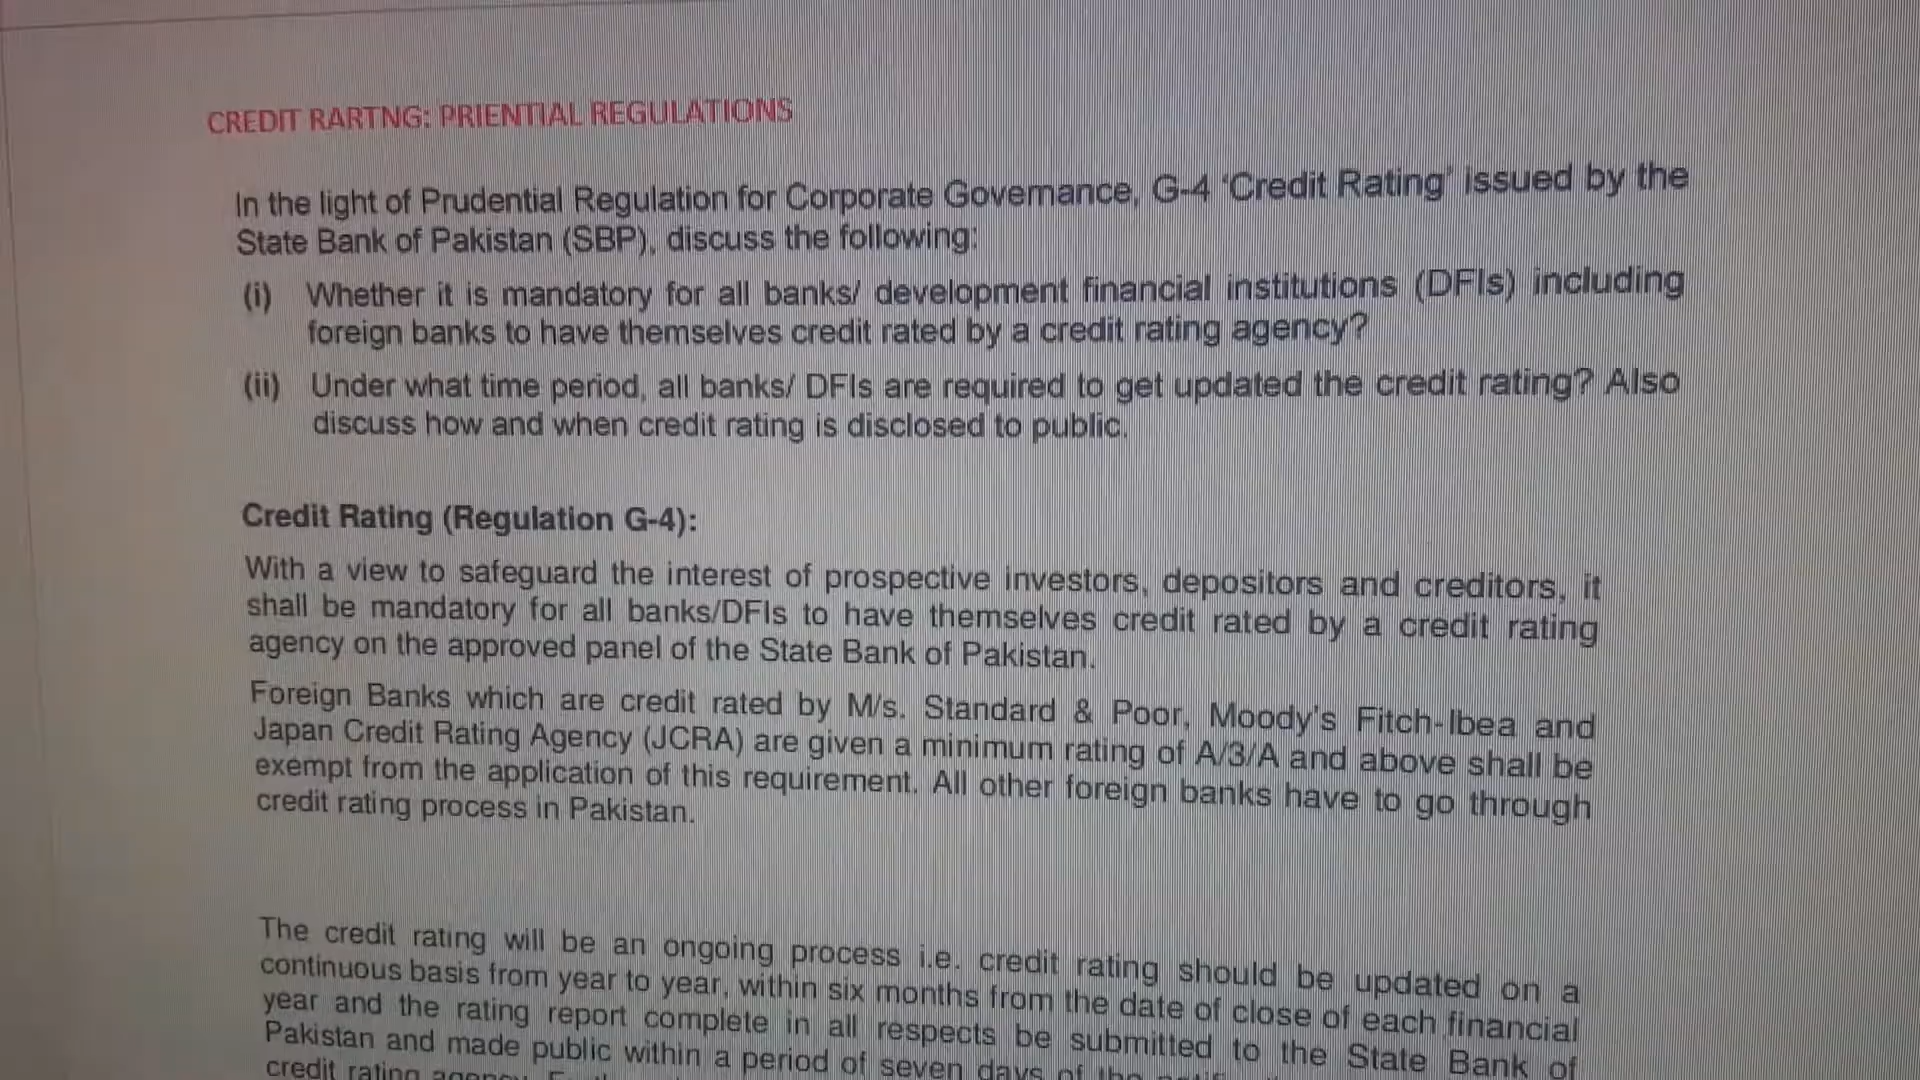 CREDIT RARTNG: PRIENTIAL REGULATIONS
In the light of Prudential Regulation for Corporate Governance, G-4 'Credit Rating' issued by the
State Bank of Pakistan (SBP), discuss the following:
(i) Whether it is mandatory for all banks/ development financial institutions (DFIs) including
foreign banks to have themselves credit rated by a credit rating agency?
(ii) Under what time period, all banks/ DFIs are required to get updated the credit rating? Also
discuss how and when credit rating is disclosed to public.
Credit Rating (Regulation G-4):
With a view to safeguard the interest of prospective investors, depositors and creditors, it
shall be mandatory for all banks/DFIs to have themselves credit rated by a credit rating
agency on the approved panel of the State Bank of Pakistan.
Foreign Banks which are credit rated by M/s. Standard & Poor, Moody's Fitch-Ibea and
Japan Credit Rating Agency (JCRA) are given a minimum rating of A/3/A and above shall be
exempt from the application of this requirement. All other foreign banks have to go through
credit rating process in Pakistan.
The credit rating will be an ongoing process i.e. credit rating should be updated on a
continuous basis from year to year, within six months from the date of close of each financial
year and the rating report complete in all respects be submitted to the State Bank of
Pakistan and made public within a period of seven days of the
credit rating